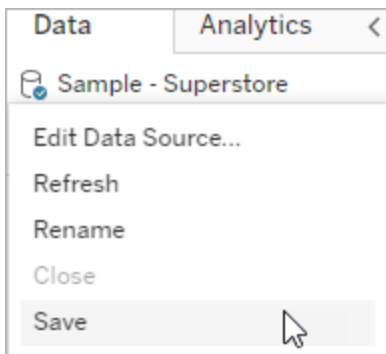 Data Analytics <
Sample - Superstore
Edit Data Source...
Refresh
Rename
Close
Save